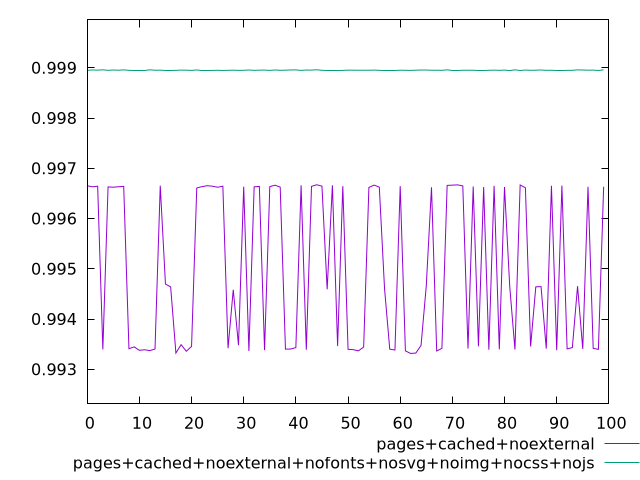 0.999
0.998
0.997
0.996
0.995
0.994
0.993
0 10 20 30 40 50 60 70 80 90 100
pages+cached+noexternal
pages+cached+noexternal+nofonts+nosvg+noimg+nocss+nojs